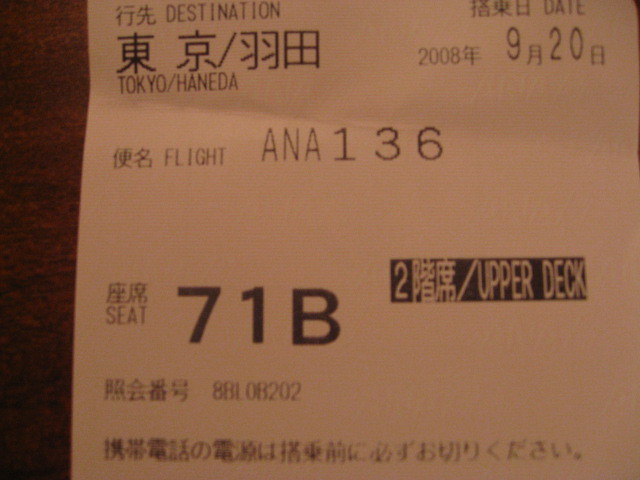 行先 DESTINATION 搭乗日 DATE
東京/羽田 2008年 9月20日
TOKYO/HANEDA
便名 FLIGHT ANA136
2階席/UPPER DECK
座席 71B
SEAT
照会番号 8BL0B202
携帯電話の電源は搭乗前に必ずお切りください。